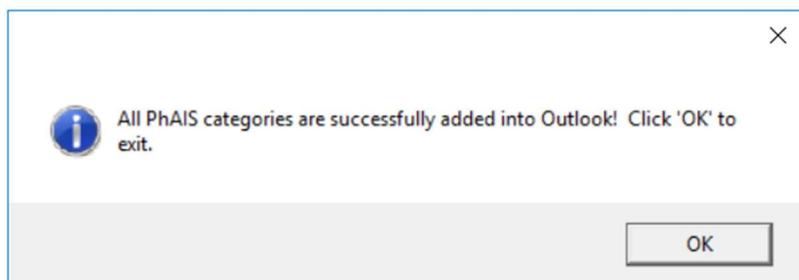 All PhAIS categories are successfully added into Outlook!  Click 'OK' to
exit.
OK